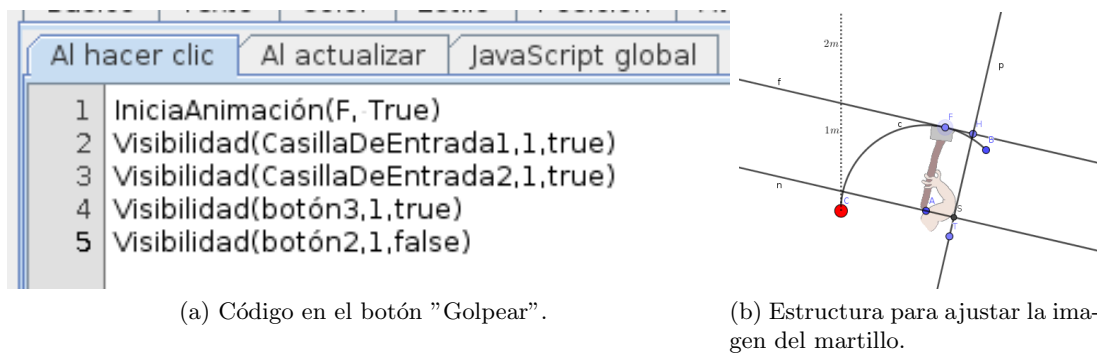 Al hacer clic
Al actualizar
JavaScript global
1 IniciaAnimación(F, True)
2 Visibilidad(CasillaDeEntrada1,1,true)
3 Visibilidad(CasillaDeEntrada2,1,true)
4 Visibilidad(botón3,1,true)
5 Visibilidad(botón2,1,false)
2m
p
f
F
c
H
1m
B
n
C
A
S
T
(a) Código en el botón "Golpear".
(b) Estructura para ajustar la ima-
gen del martillo.